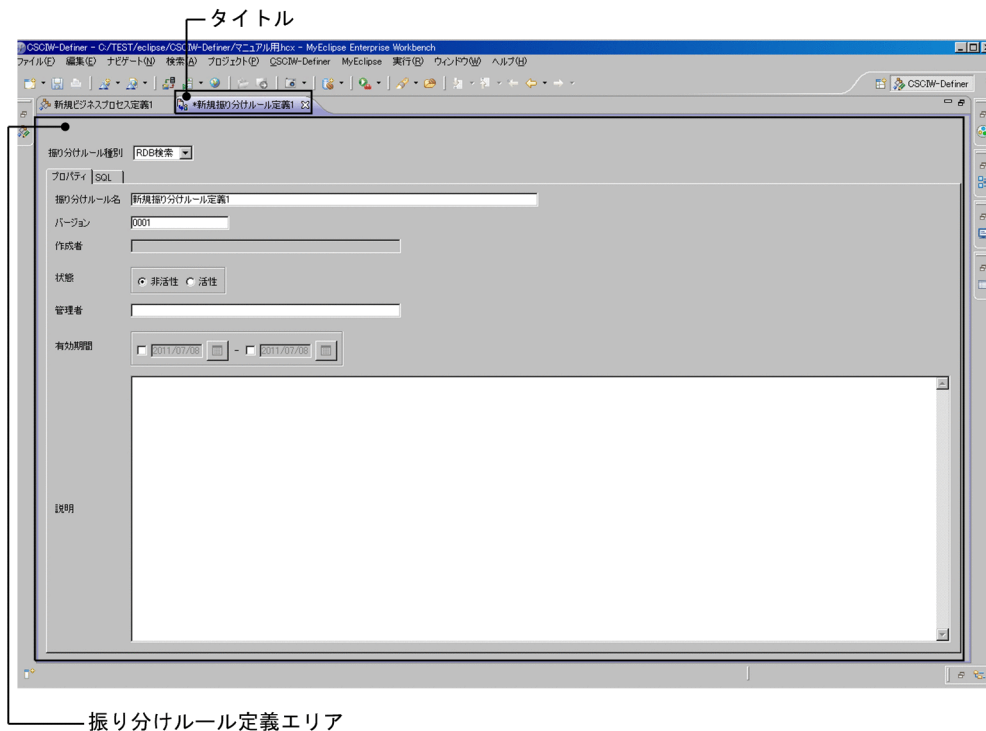 タイトル
CSCIW-Definer - C:/TEST/eclipse/CSCIW-Definer/マニュアル用.hcx - MyEclipse Enterprise Workbench
ファイル(F) 編集(E) ナビゲート(N) 検索(A) プロジェクト(P) CSCIW-Definer MyEclipse 実行(R) ウィンドウ(W) ヘルプ(H)
CSCIW-Definer
新規ビジネスプロセス定義1 *新規振り分けルール定義1
振り分けルール種別 RDB検索
プロパティ SQL
振り分けルール名 新規振り分けルール定義1
バージョン 0001
作成者
状態 非活性 活性
管理者
有効期間 2011/07/08 - 2011/07/08
説明
振り分けルール定義エリア